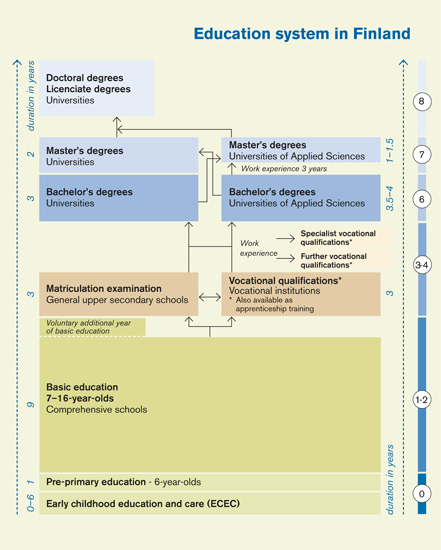 Education system in Finland
duration in years
Doctoral degrees
Licenciate degrees
Universities
8
2
Master's degrees
Universities
Master's degrees
Universities of Applied Sciences
1–1.5
7
Work experience 3 years
3
Bachelor's degrees
Universities
Bachelor's degrees
Universities of Applied Sciences
3.5–4
6
Work
experience
Specialist vocational
qualifications*
Further vocational
qualifications*
3-4
3
Matriculation examination
General upper secondary schools
Vocational qualifications*
Vocational institutions
* Also available as
apprenticeship training
3
Voluntary additional year
of basic education
9
Basic education
7–16-year-olds
Comprehensive schools
1-2
duration in years
1
Pre-primary education - 6-year-olds
0–6
Early childhood education and care (ECEC)
0